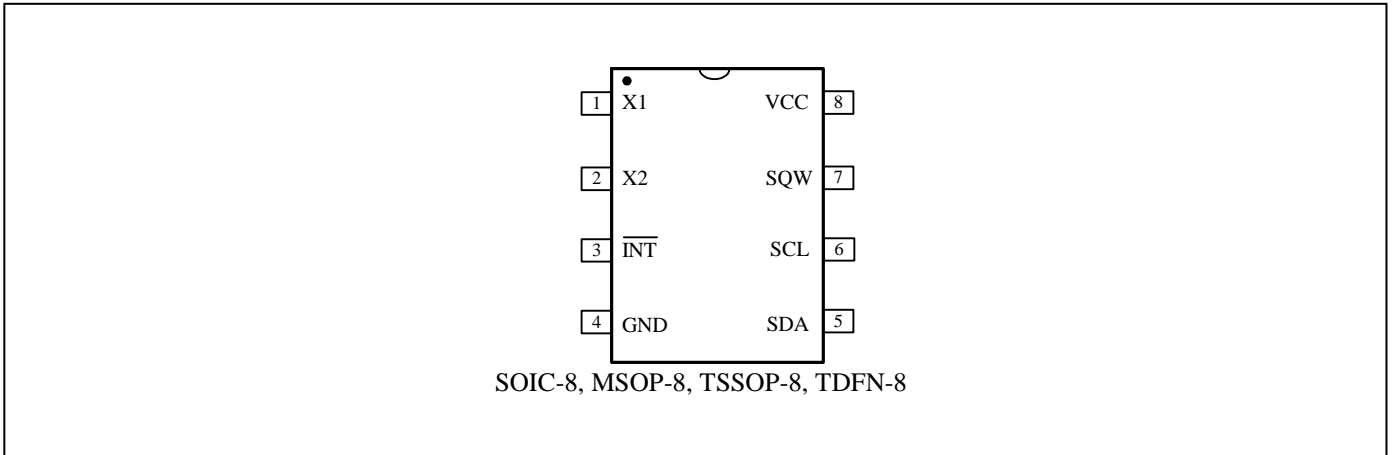 1 X1 VCC 8
2 X2 SQW 7
3 INT SCL 6
4 GND SDA 5
SOIC-8, MSOP-8, TSSOP-8, TDFN-8